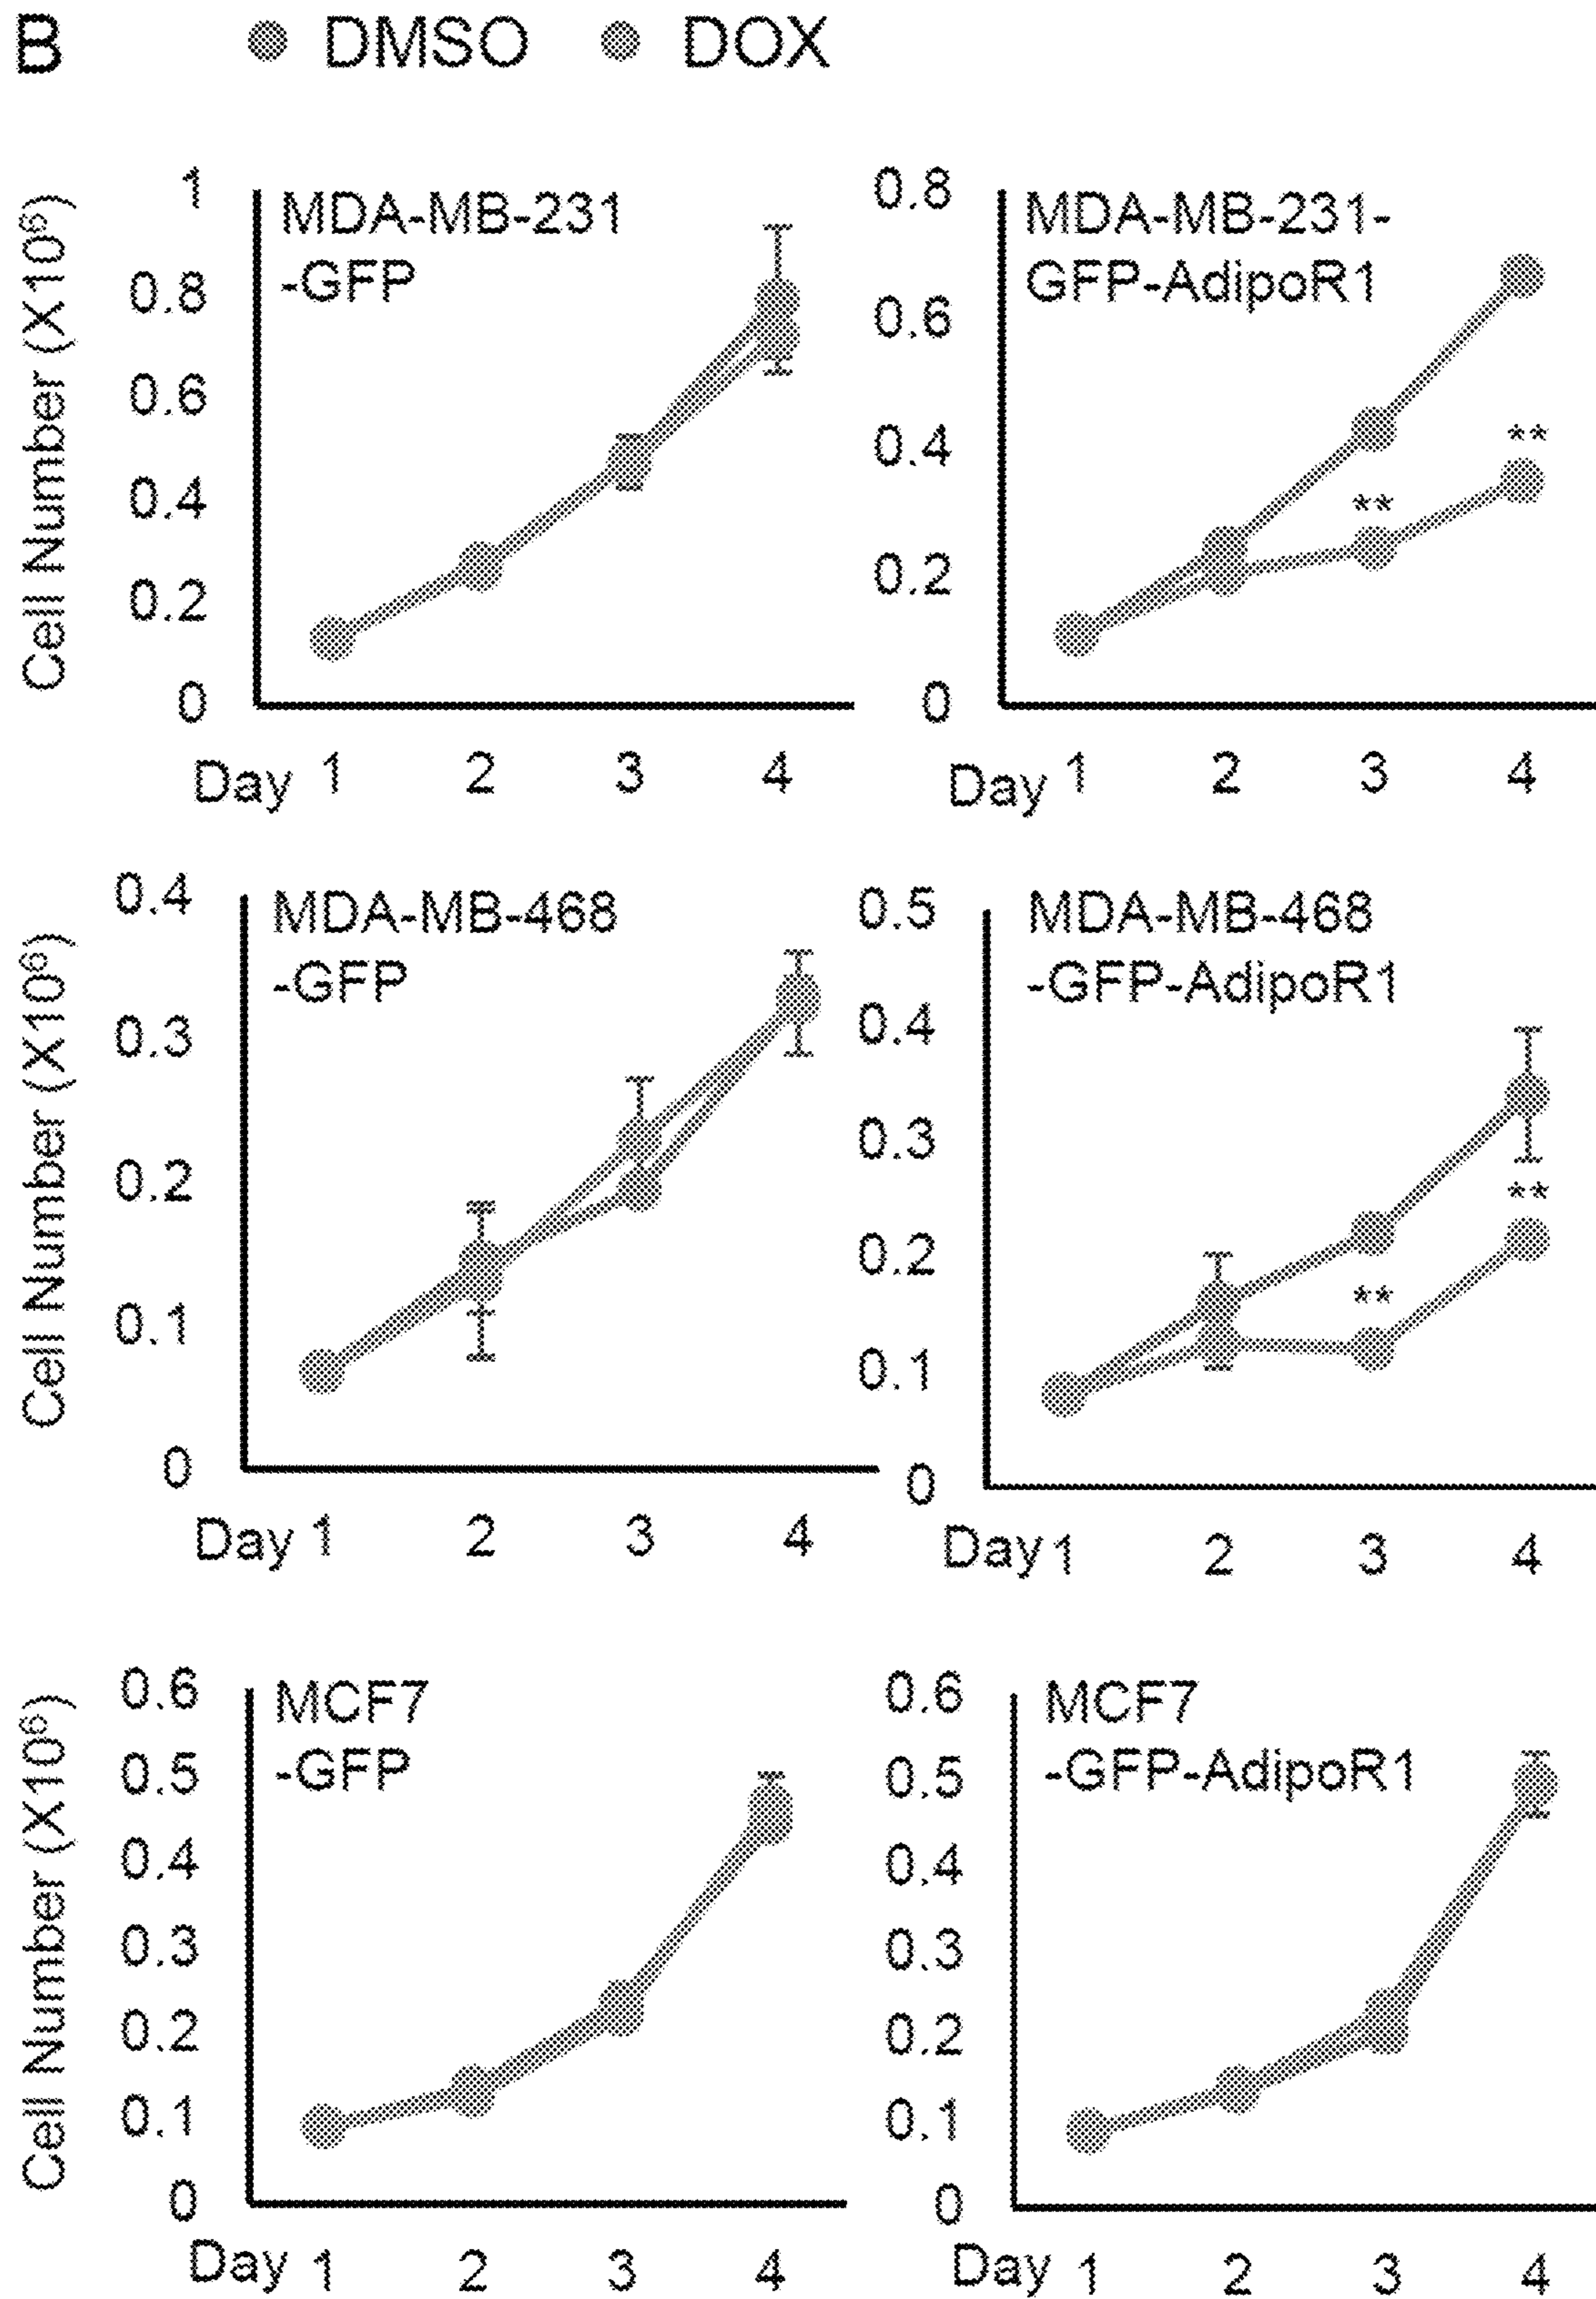 B DMSO DOX
Cell Number (X10⁶)
1
0.8
0.6
0.4
0.2
0
MDA-MB-231
-GFP
Day 1 2 3 4
0.8
0.6
0.4
0.2
0
MDA-MB-231-
GFP-AdipoR1
**
**
Day 1 2 3 4
Cell Number (X10⁶)
0.4
0.3
0.2
0.1
0
MDA-MB-468
-GFP
Day 1 2 3 4
0.5
0.4
0.3
0.2
0.1
0
MDA-MB-468
-GFP-AdipoR1
**
**
Day 1 2 3 4
Cell Number (X10⁶)
0.6
0.5
0.4
0.3
0.2
0.1
0
MCF7
-GFP
Day 1 2 3 4
0.6
0.5
0.4
0.3
0.2
0.1
0
MCF7
-GFP-AdipoR1
Day 1 2 3 4